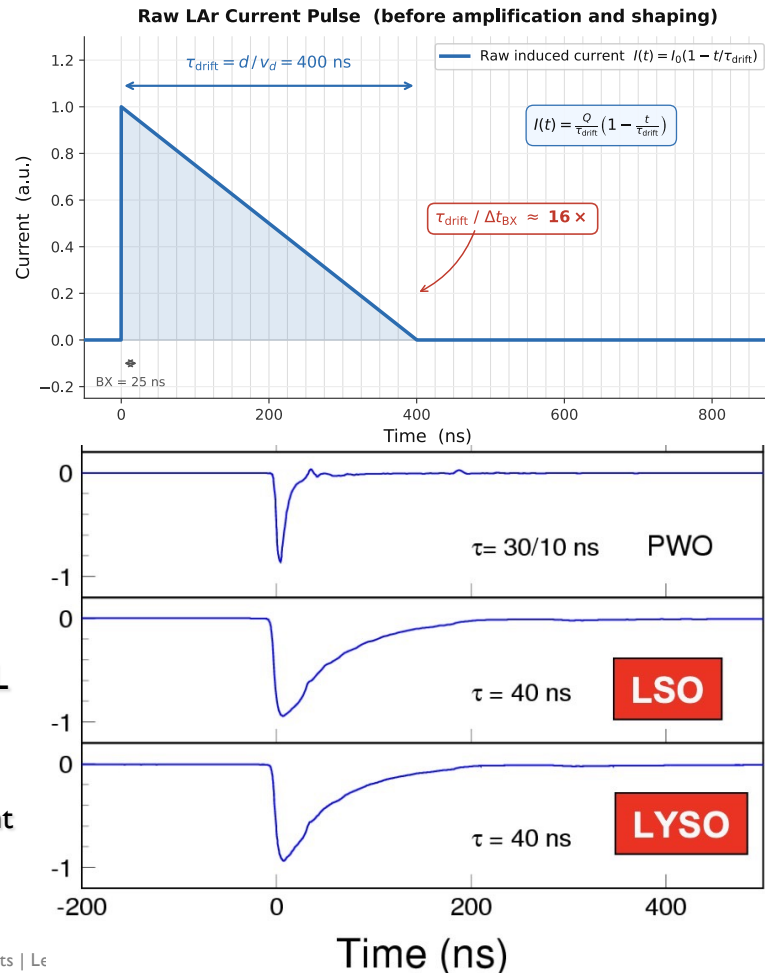 Raw LAr Current Pulse (before amplification and shaping)
τdrift = d / vd = 400 ns
Raw induced current I(t) = I₀(1 − t/τdrift)
I(t) = Q/τdrift (1 − t/τdrift)
τdrift / ΔtBX ≈ 16 ×
BX = 25 ns
Current (a.u.)
1.2
1.0
0.8
0.6
0.4
0.2
0.0
−0.2
0 200 400 600 800
Time (ns)
0
τ= 30/10 ns PWO
-1
0
τ = 40 ns LSO
-1
0
τ = 40 ns LYSO
-1
-200 0 200 400
Time (ns)
ts |